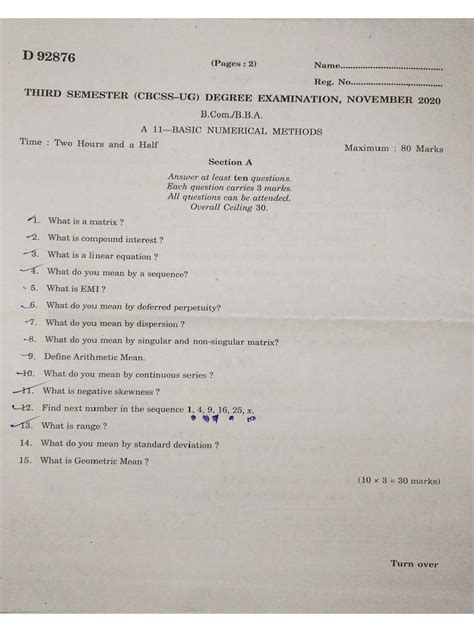 D 92876
(Pages : 2)
Name
Reg. No
THIRD SEMESTER (CBCSS–UG) DEGREE EXAMINATION, NOVEMBER 2020
B.Com./B.B.A.
A 11—BASIC NUMERICAL METHODS
Time : Two Hours and a Half
Maximum : 80 Marks
Section A
Answer at least ten questions.
Each question carries 3 marks.
All questions can be attended.
Overall Ceiling 30.
1. What is a matrix ?
2. What is compound interest ?
3. What is a linear equation ?
4. What do you mean by a sequence?
5. What is EMI ?
6. What do you mean by deferred perpetuity?
7. What do you mean by dispersion ?
8. What do you mean by singular and non-singular matrix?
9. Define Arithmetic Mean.
10. What do you mean by continuous series ?
11. What is negative skewness ?
12. Find next number in the sequence 1, 4, 9, 16, 25, x.
13. What is range ?
14. What do you mean by standard deviation ?
15. What is Geometric Mean ?
(10 × 3 = 30 marks)
Turn over